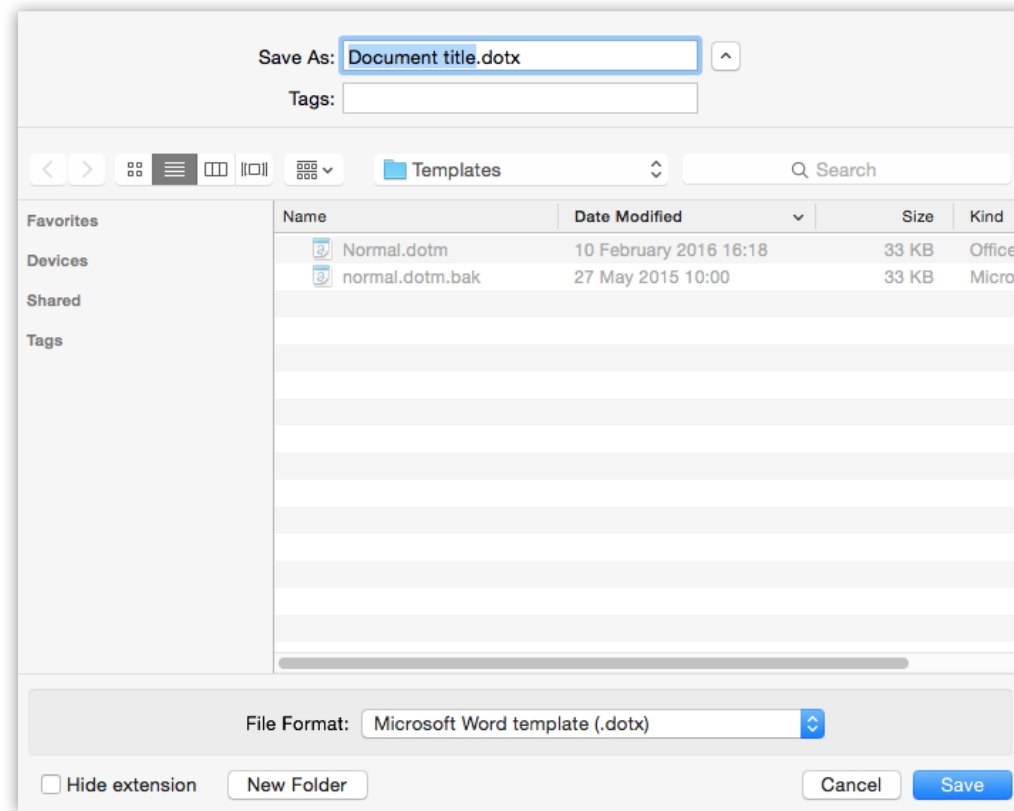 Save As: Document title.dotx
Tags:
Templates
Search
Favorites
Devices
Shared
Tags
Name Date Modified Size Kind
Normal.dotm 10 February 2016 16:18 33 KB Office
normal.dotm.bak 27 May 2015 10:00 33 KB Micro
File Format: Microsoft Word template (.dotx)
Hide extension New Folder Cancel Save